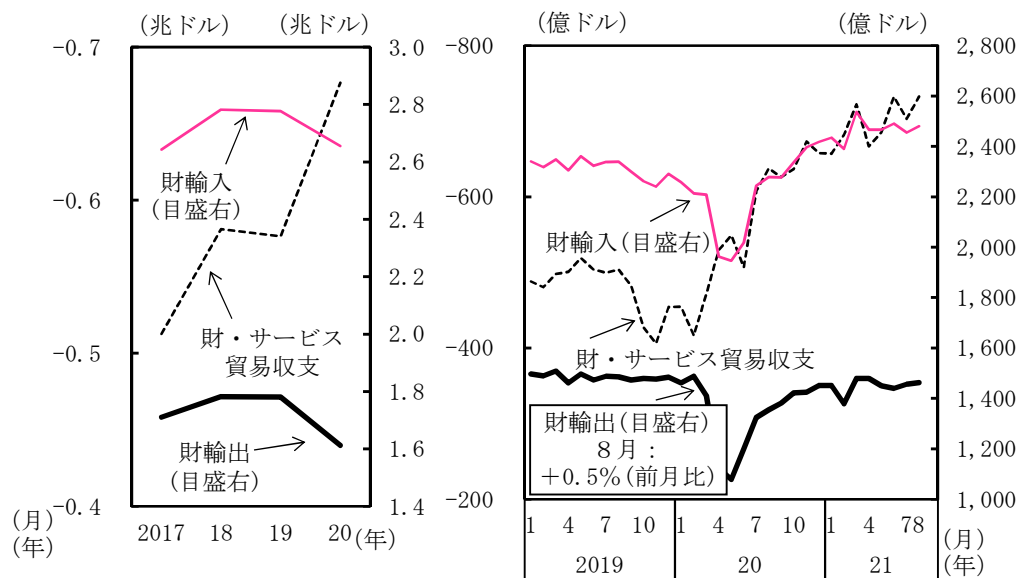 (兆ドル)
(兆ドル)
-0.7
-0.6
-0.5
-0.4
3.0
2.8
2.6
2.4
2.2
2.0
1.8
1.6
1.4
財輸入
(目盛右)
財・サービス
貿易収支
財輸出
(目盛右)
(月)
(年)
2017
18
19
20
(年)
(億ドル)
(億ドル)
-800
-600
-400
-200
2,800
2,600
2,400
2,200
2,000
1,800
1,600
1,400
1,200
1,000
財輸入(目盛右)
財・サービス貿易収支
財輸出(目盛右)
8月:
+0.5%(前月比)
1 4 7 10 1 4 7 10 1 4 78
(月)
2019 20 21
(年)